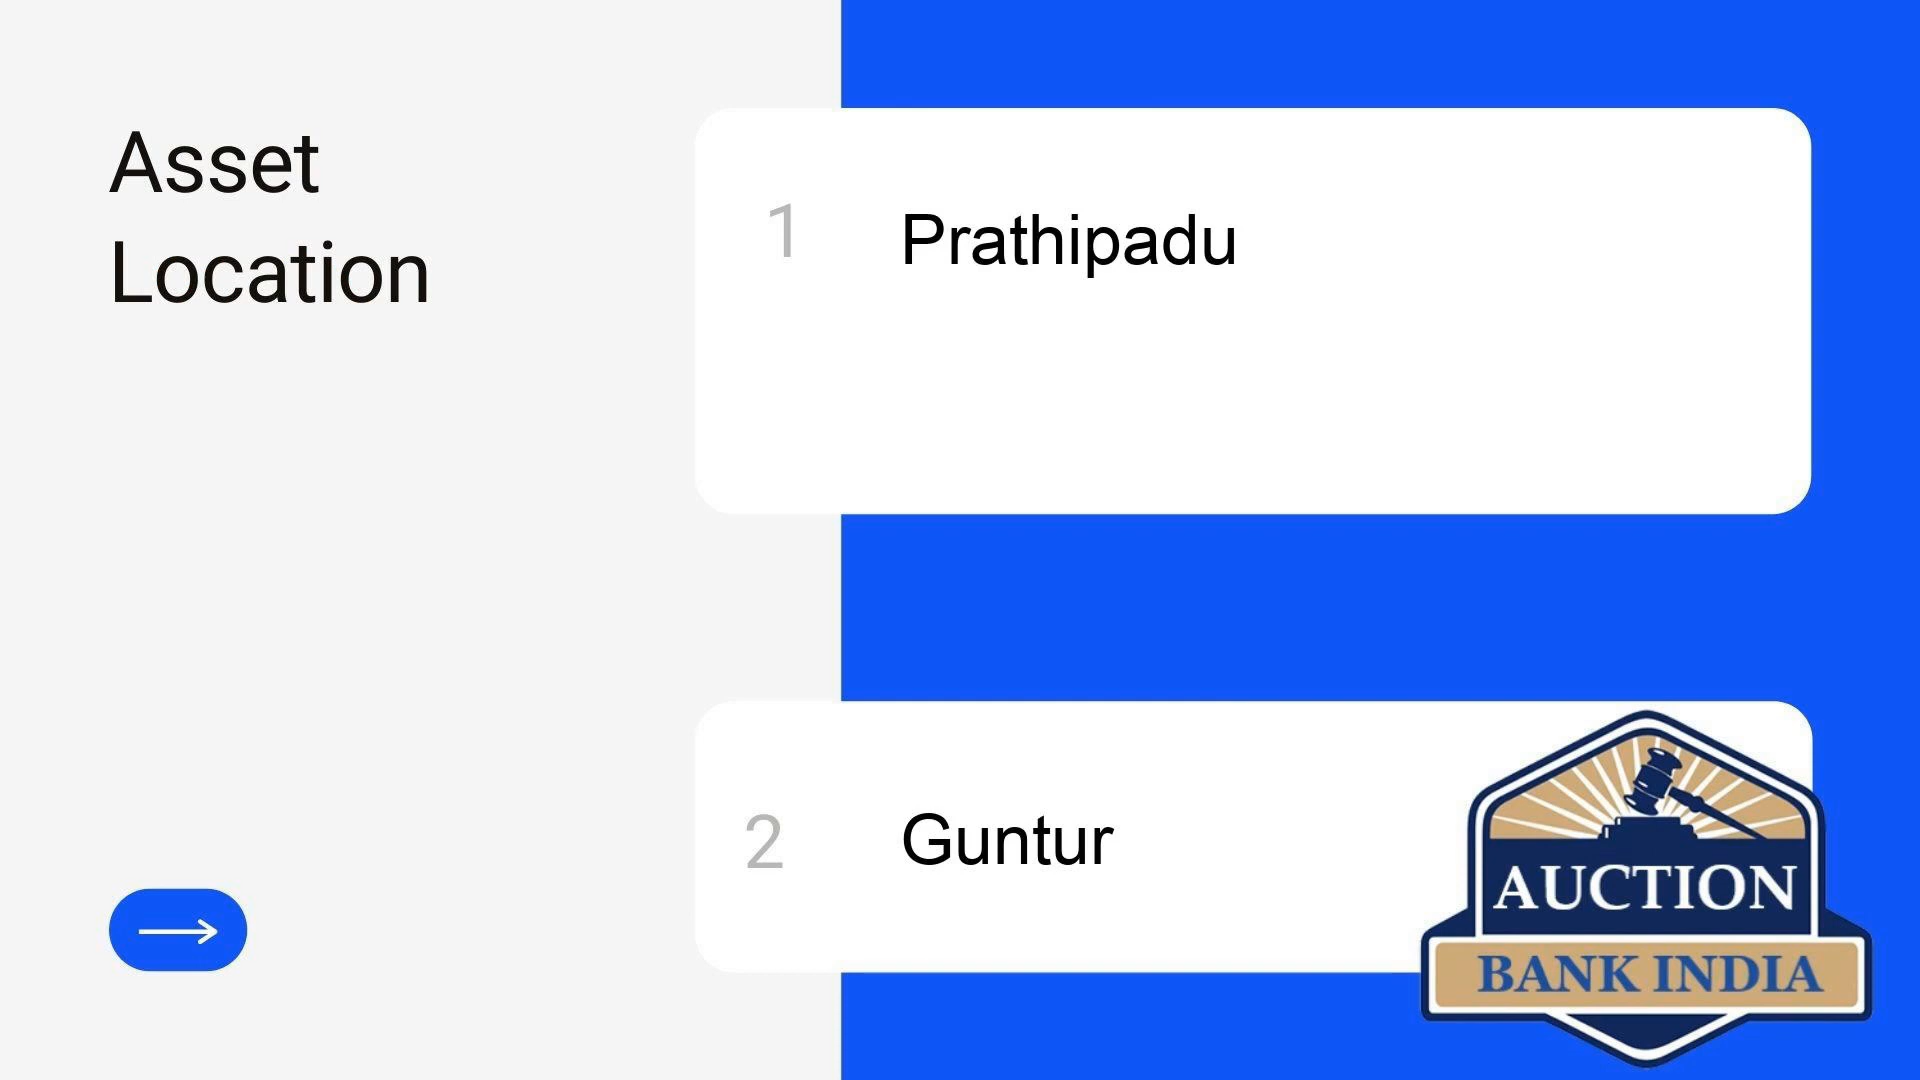 Asset
Location
1
Prathipadu
2
Guntur
AUCTION
BANK INDIA